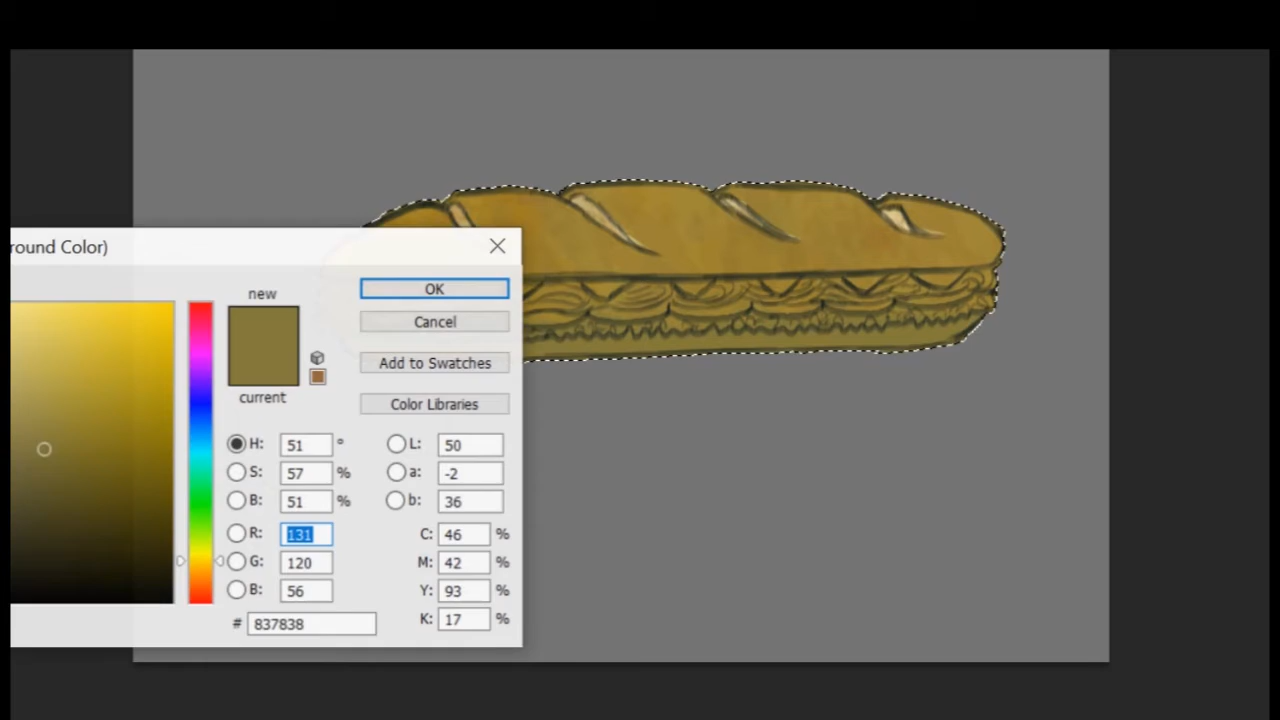 round Color)
new
OK
Cancel
Add to Swatches
current
Color Libraries
H: 51 ° L: 50
S: 57 % a: -2
B: 51 % b: 36
R: 131 C: 46 %
G: 120 M: 42 %
B: 56 Y: 93 %
# 837838 K: 17 %